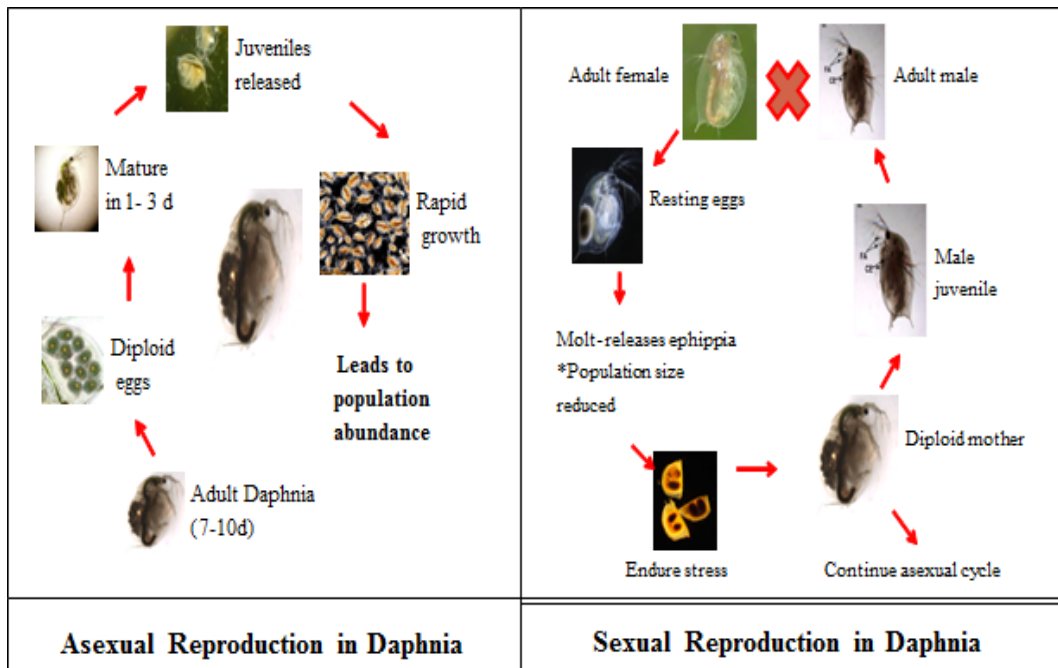 Juveniles
released
Mature
in 1- 3 d
Rapid
growth
Diploid
eggs
Leads to
population
abundance
Adult Daphnia
(7-10d)
Asexual Reproduction in Daphnia
Adult female
Adult male
Resting eggs
Male
juvenile
Molt-releases ephippia
*Population size
reduced
Diploid mother
Endure stress
Continue asexual cycle
Sexual Reproduction in Daphnia